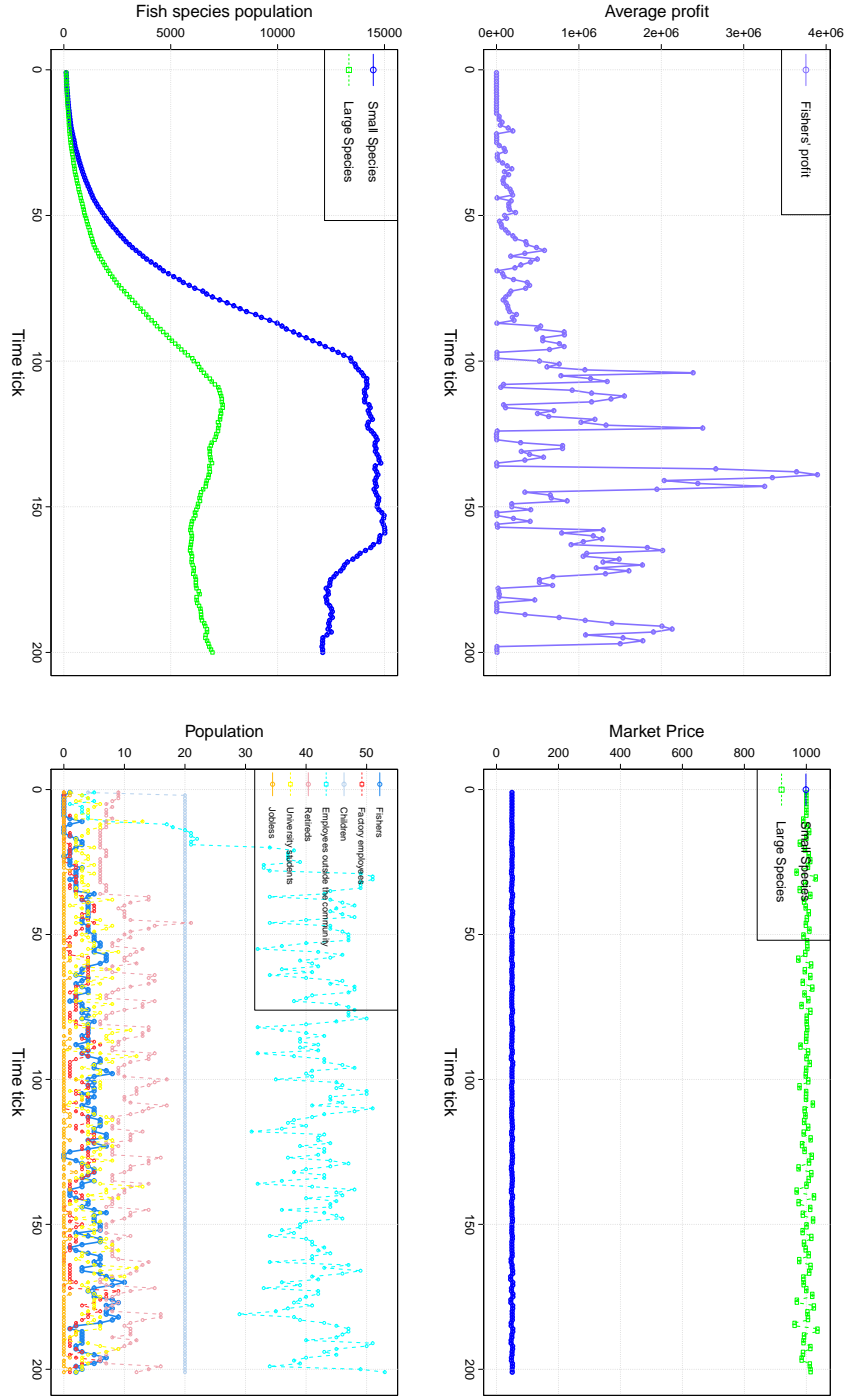 Average profit
0e+00 1e+06 2e+06 3e+06 4e+06
Fishers' profit
0 50 100 150 200
Time tick
Market Price
0 200 400 600 800 1000
Small Species
Large Species
0 50 100 150 200
Time tick
Fish species population
0 5000 10000 15000
Small Species
Large Species
0 50 100 150 200
Time tick
Population
0 10 20 30 40 50
Fishers
Factory employees
Children
Employees outside the community
Retireds
University students
Jobless
0 50 100 150 200
Time tick